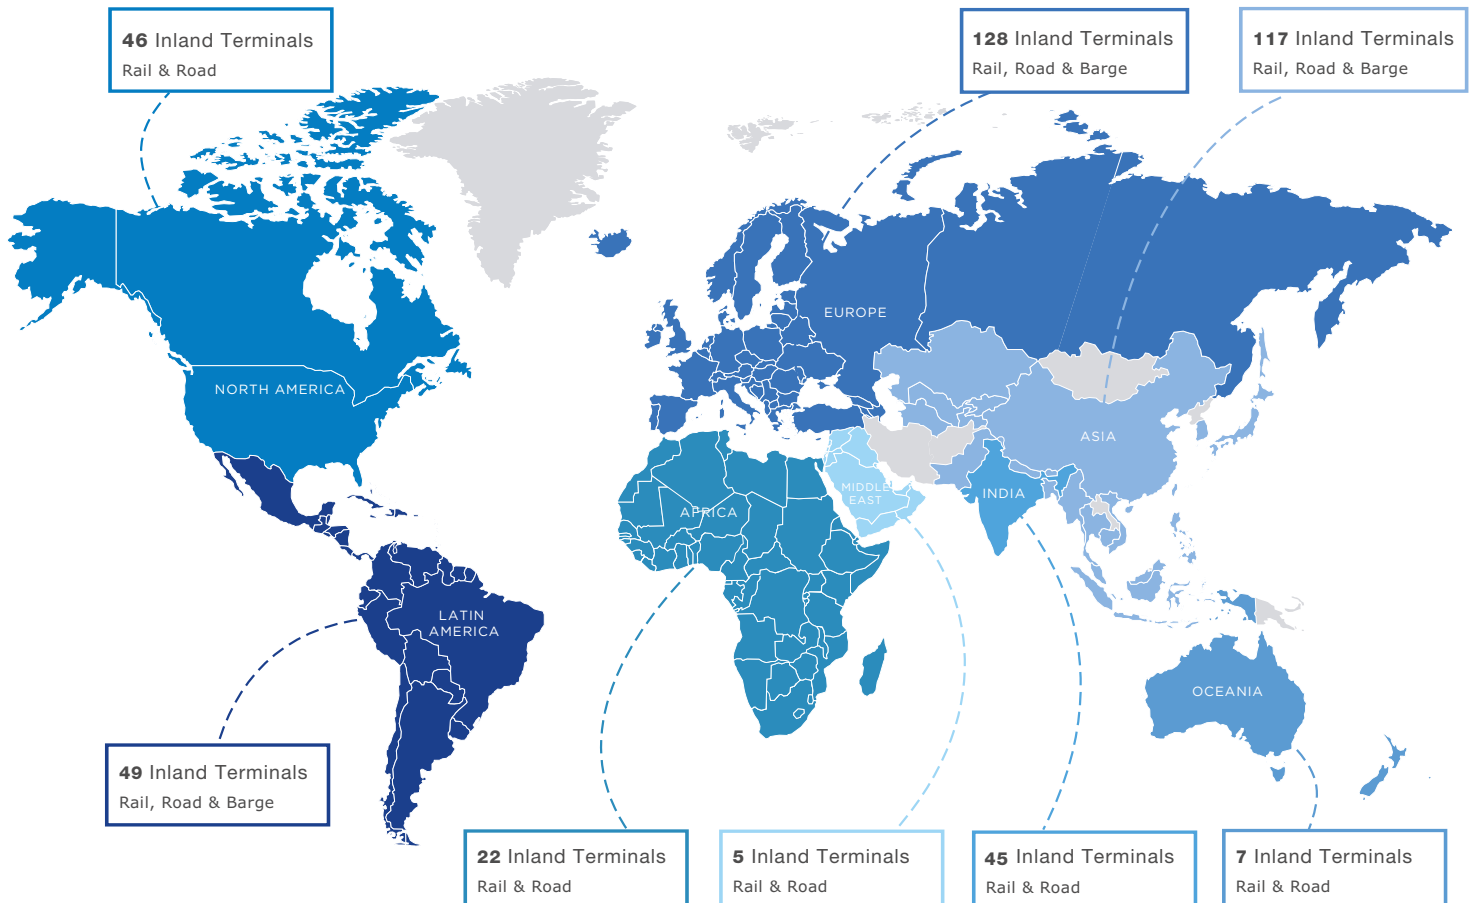 46 Inland Terminals
Rail & Road
128 Inland Terminals
Rail, Road & Barge
117 Inland Terminals
Rail, Road & Barge
EUROPE
NORTH AMERICA
ASIA
MIDDLE
EAST
INDIA
AFRICA
LATIN
AMERICA
OCEANIA
49 Inland Terminals
Rail, Road & Barge
22 Inland Terminals
Rail & Road
5 Inland Terminals
Rail & Road
45 Inland Terminals
Rail & Road
7 Inland Terminals
Rail & Road